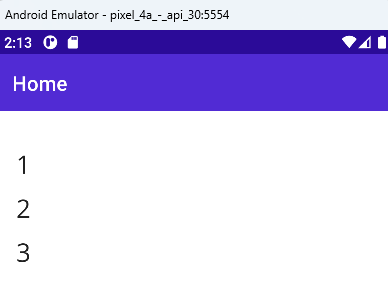 Android Emulator - pixel_4a_-_api_30:5554
2:13
Home
1
2
3